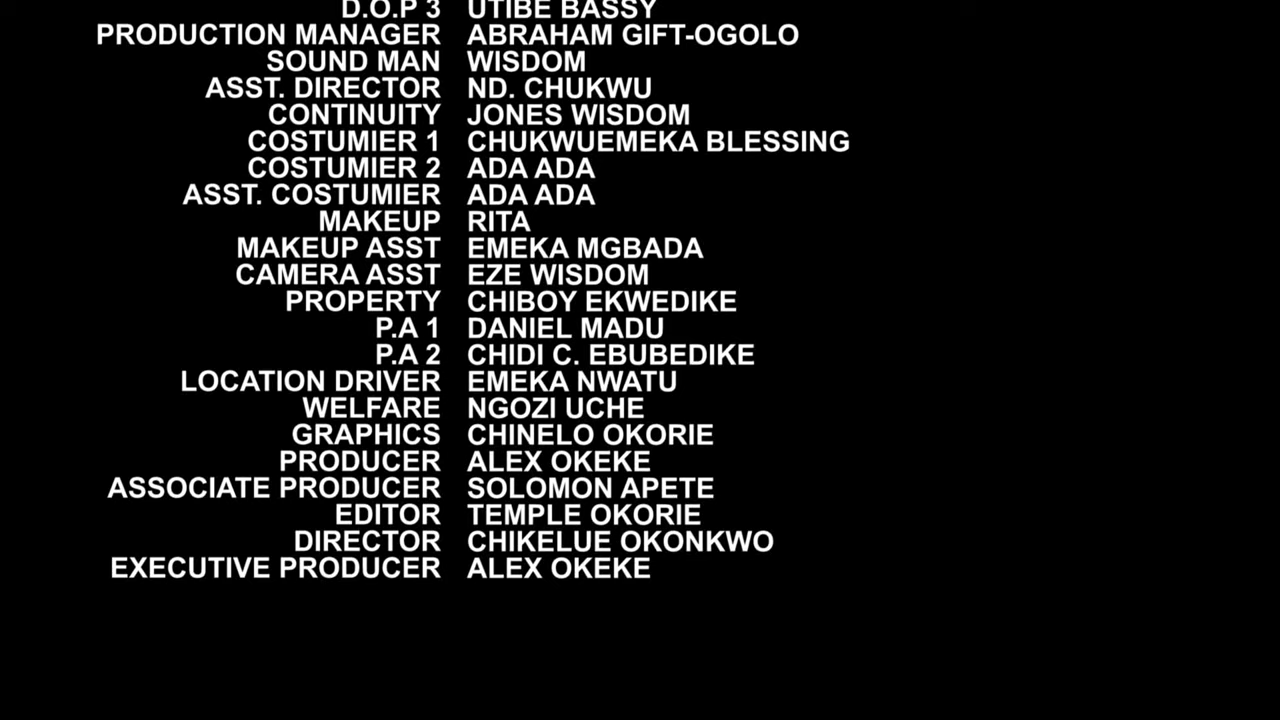 D.O.P 3 UTIBE BASSY
PRODUCTION MANAGER ABRAHAM GIFT-OGOLO
SOUND MAN WISDOM
ASST. DIRECTOR ND. CHUKWU
CONTINUITY JONES WISDOM
COSTUMIER 1 CHUKWUEMEKA BLESSING
COSTUMIER 2 ADA ADA
ASST. COSTUMIER ADA ADA
MAKEUP RITA
MAKEUP ASST EMEKA MGBADA
CAMERA ASST EZE WISDOM
PROPERTY CHIBOY EKWEDIKE
P.A 1 DANIEL MADU
P.A 2 CHIDI C. EBUBEDIKE
LOCATION DRIVER EMEKA NWATU
WELFARE NGOZI UCHE
GRAPHICS CHINELO OKORIE
PRODUCER ALEX OKEKE
ASSOCIATE PRODUCER SOLOMON APETE
EDITOR TEMPLE OKORIE
DIRECTOR CHIKELUE OKONKWO
EXECUTIVE PRODUCER ALEX OKEKE